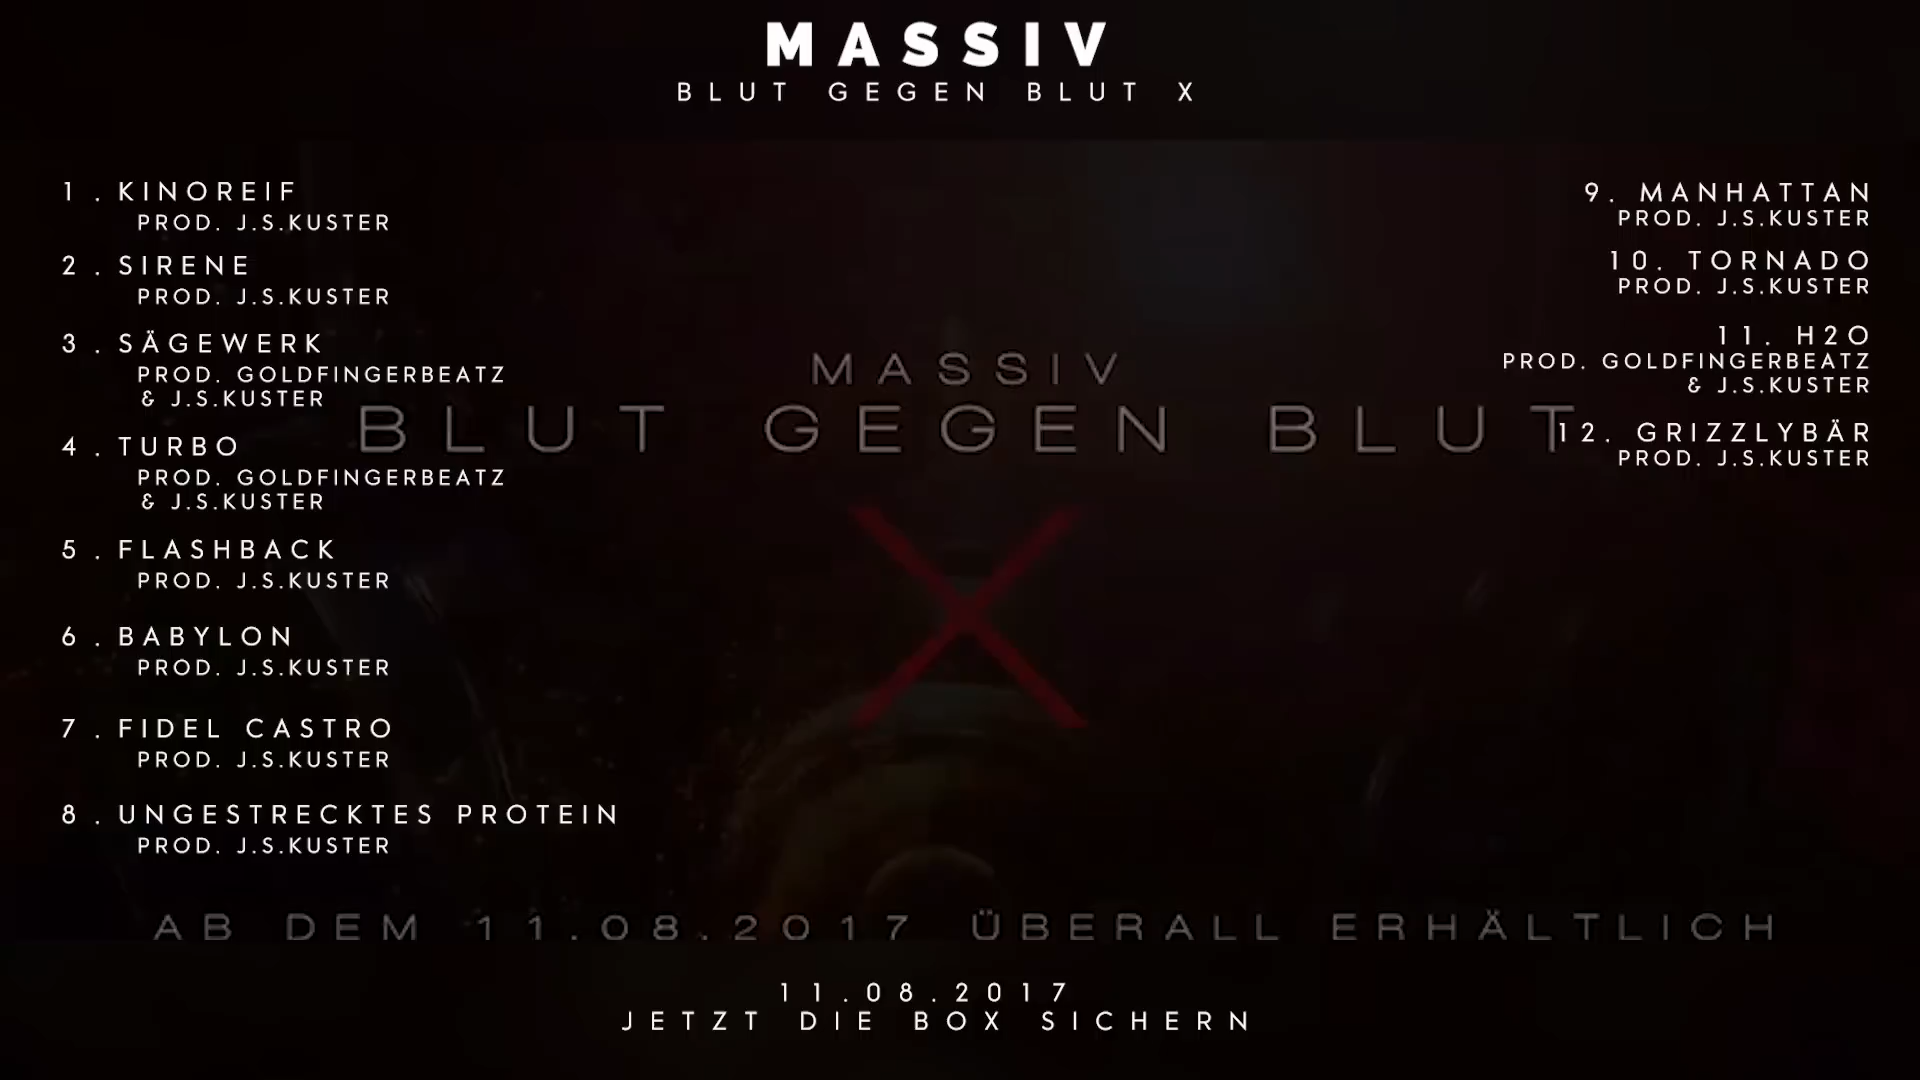 MASSIV
BLUT GEGEN BLUT X
1. KINOREIF
PROD. J.S.KUSTER
2. SIRENE
PROD. J.S.KUSTER
3. SÄGEWERK
PROD. GOLDFINGERBEATZ
& J.S.KUSTER
4. TURBO
PROD. GOLDFINGERBEATZ
& J.S.KUSTER
5. FLASHBACK
PROD. J.S.KUSTER
6. BABYLON
PROD. J.S.KUSTER
7. FIDEL CASTRO
PROD. J.S.KUSTER
8. UNGESTRECKTES PROTEIN
PROD. J.S.KUSTER
9. MANHATTAN
PROD. J.S.KUSTER
10. TORNADO
PROD. J.S.KUSTER
11. H2O
PROD. GOLDFINGERBEATZ
& J.S.KUSTER
12. GRIZZLYBÄR
PROD. J.S.KUSTER
MASSIV
BLUT GEGEN BLUT
X
AB DEM 11.08.2017 ÜBERALL ERHÄLTLICH
11.08.2017
JETZT DIE BOX SICHERN